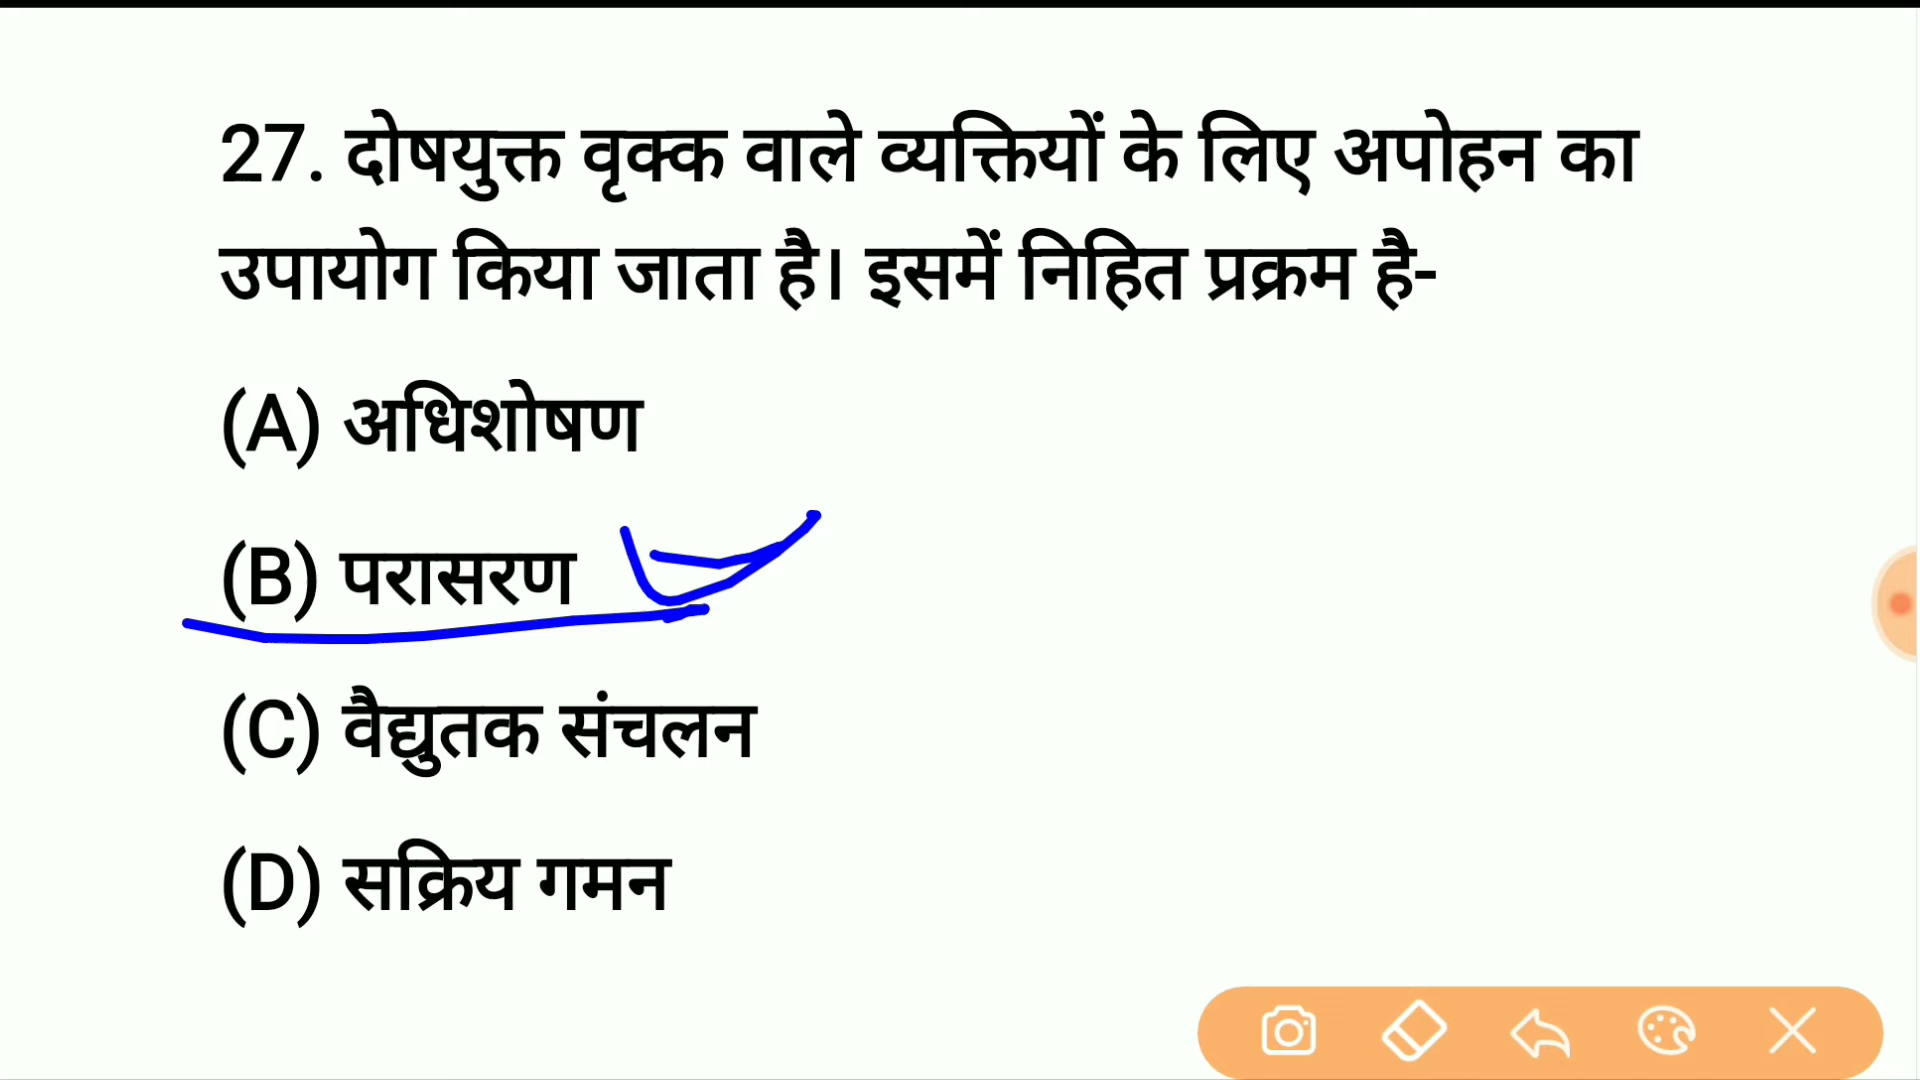 27. दोषयुक्त वृक्क वाले व्यक्तियों के लिए अपोहन का
उपायोग किया जाता है। इसमें निहित प्रक्रम है-
(A) अधिशोषण
(B) परासरण
(C) वैद्युतक संचलन
(D) सक्रिय गमन